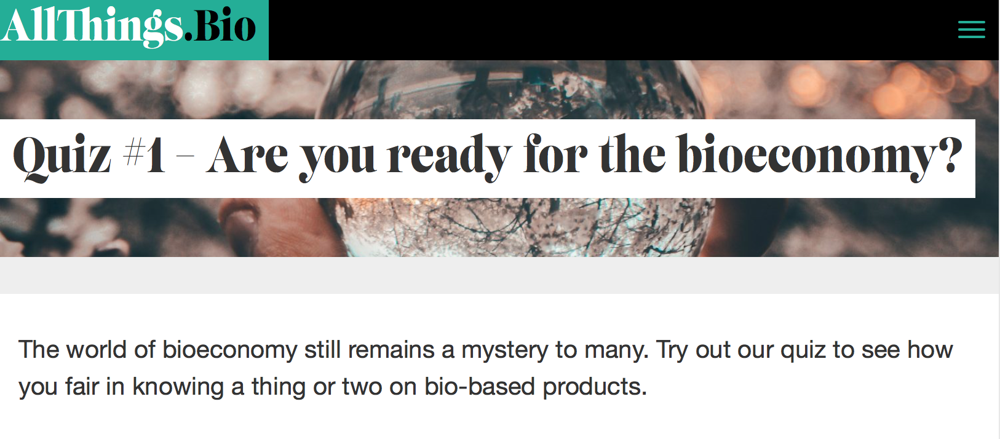 AllThings.Bio
Quiz #1 – Are you ready for the bioeconomy?
The world of bioeconomy still remains a mystery to many. Try out our quiz to see how
you fair in knowing a thing or two on bio-based products.